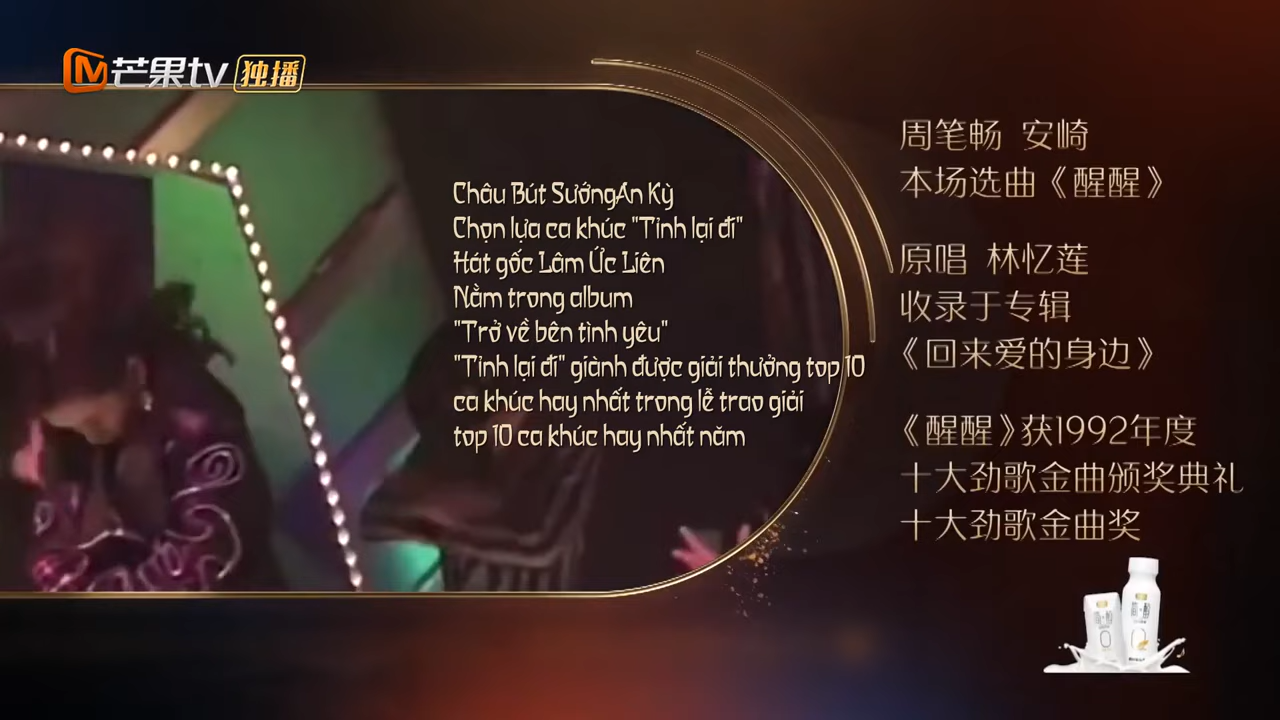 芒果tv 独播
Châu Bút SướngAn Kỳ
Chọn lựa ca khúc "Tỉnh lại đi"
Hát gốc Lâm Ức Liên
Nằm trong album
"Trở về bên tình yêu"
"Tỉnh lại đi" giành được giải thưởng top 10
ca khúc hay nhất trong lễ trao giải
top 10 ca khúc hay nhất năm
周笔畅 安崎
本场选曲《醒醒》
原唱 林忆莲
收录于专辑
《回来爱的身边》
《醒醒》获1992年度
十大劲歌金曲颁奖典礼
十大劲歌金曲奖